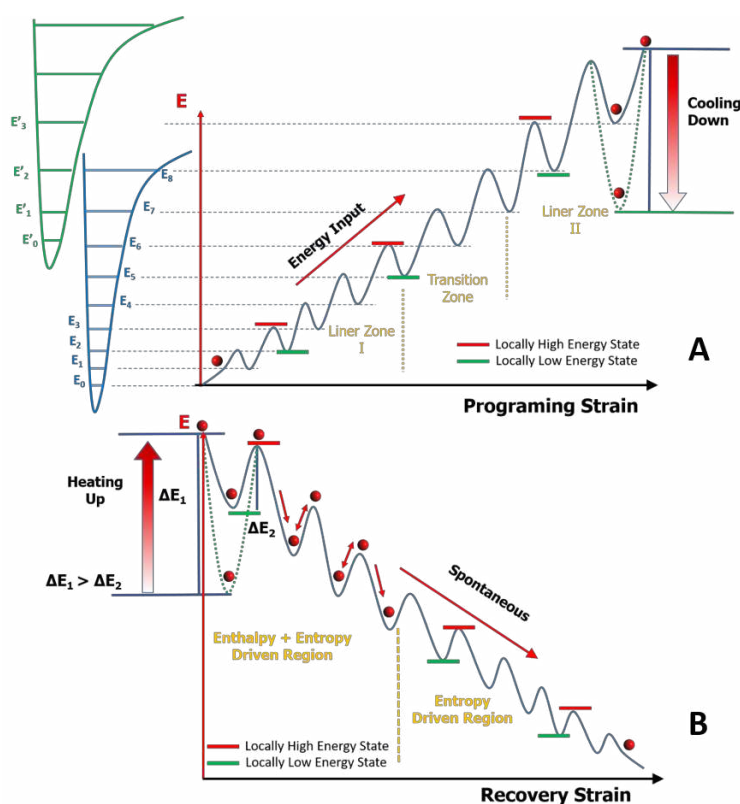 E
Cooling
Down
E'₃
E'₂
E'₁
E'₀
E₈
E₇
E₆
E₅
E₄
E₃
E₂
E₁
E₀
Energy Input
Liner Zone
I
Transition
Zone
Liner Zone
II
Locally High Energy State
Locally Low Energy State
A
Programing Strain
E
Heating
Up
ΔE₁
ΔE₂
ΔE₁ > ΔE₂
Spontaneous
Enthalpy + Entropy
Driven Region
Entropy
Driven Region
Locally High Energy State
Locally Low Energy State
B
Recovery Strain